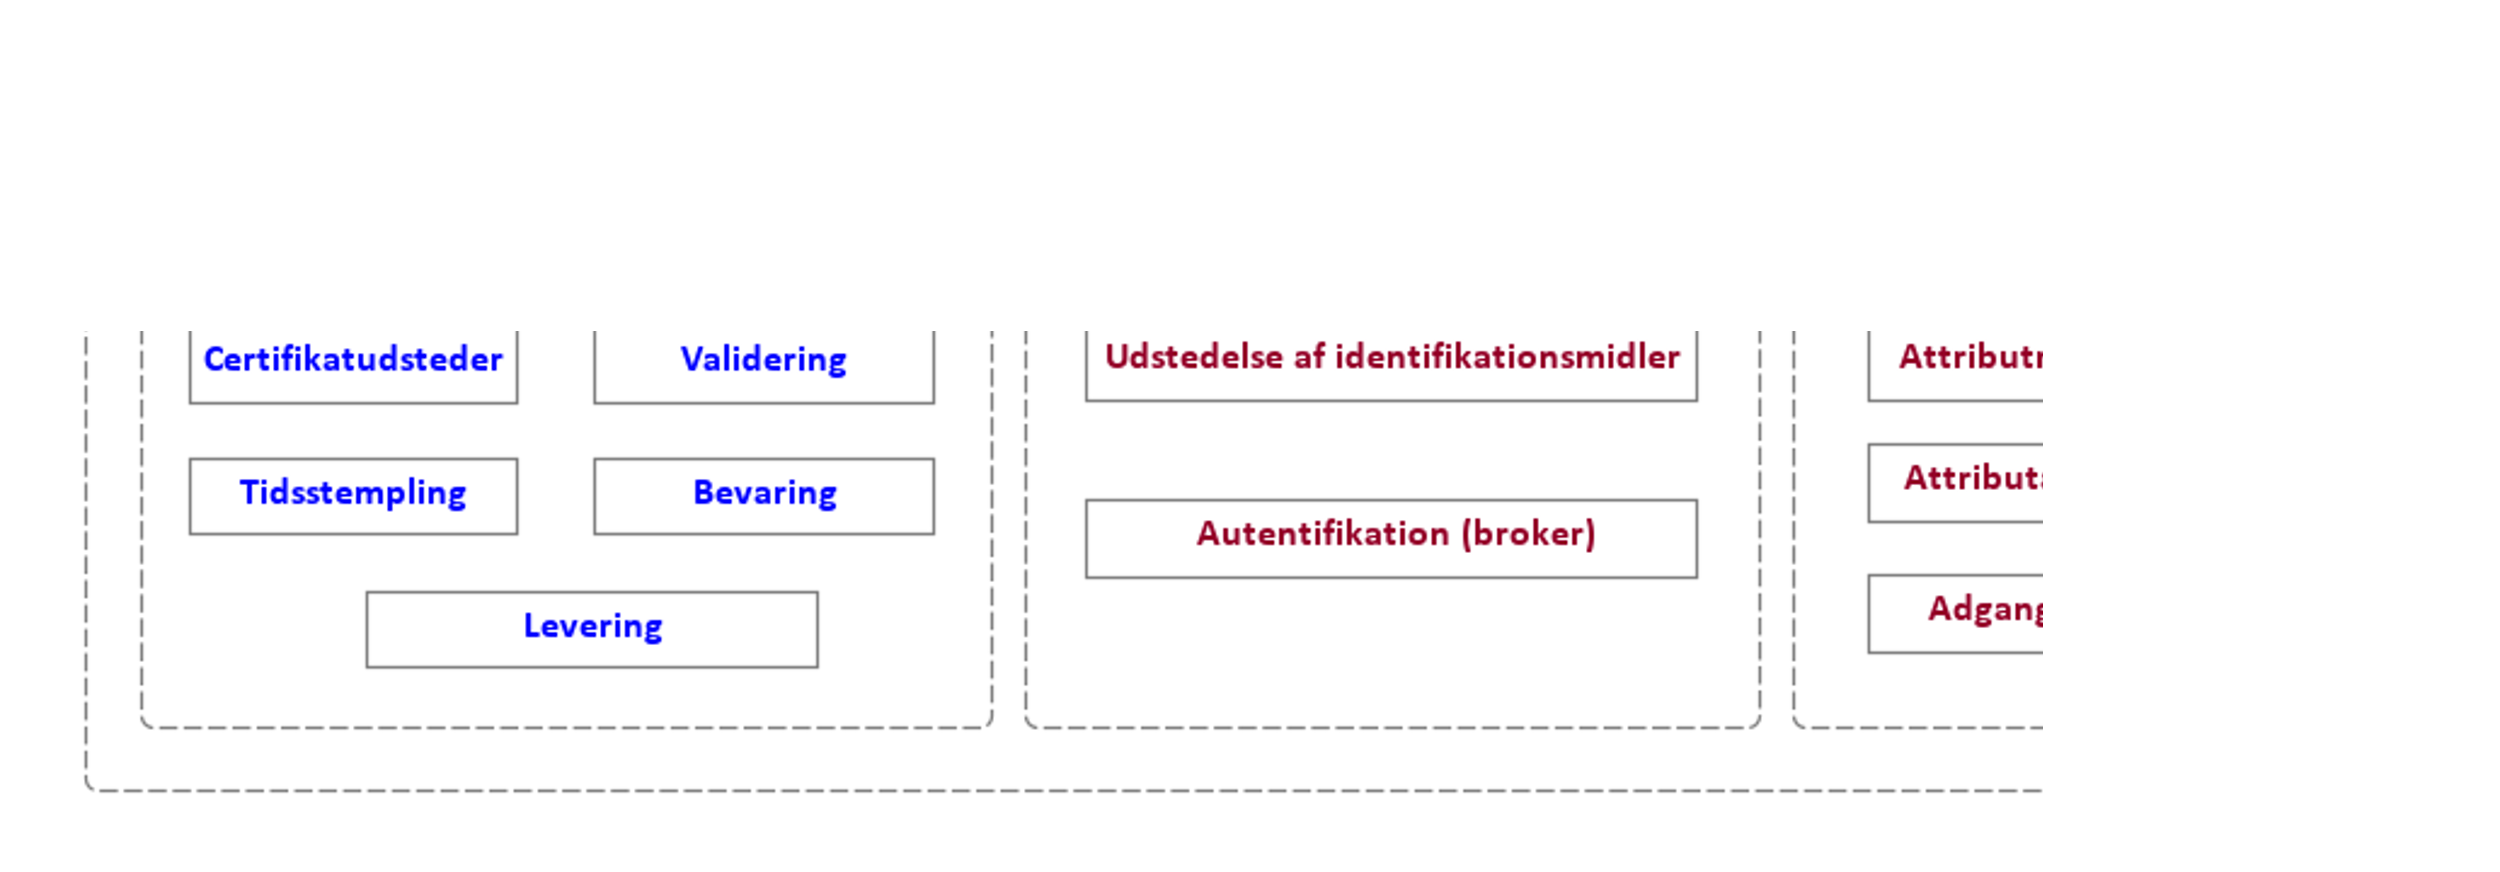 Certifikatudsteder
Validering
Tidsstempling
Bevaring
Levering
Udstedelse af identifikationsmidler
Autentifikation (broker)